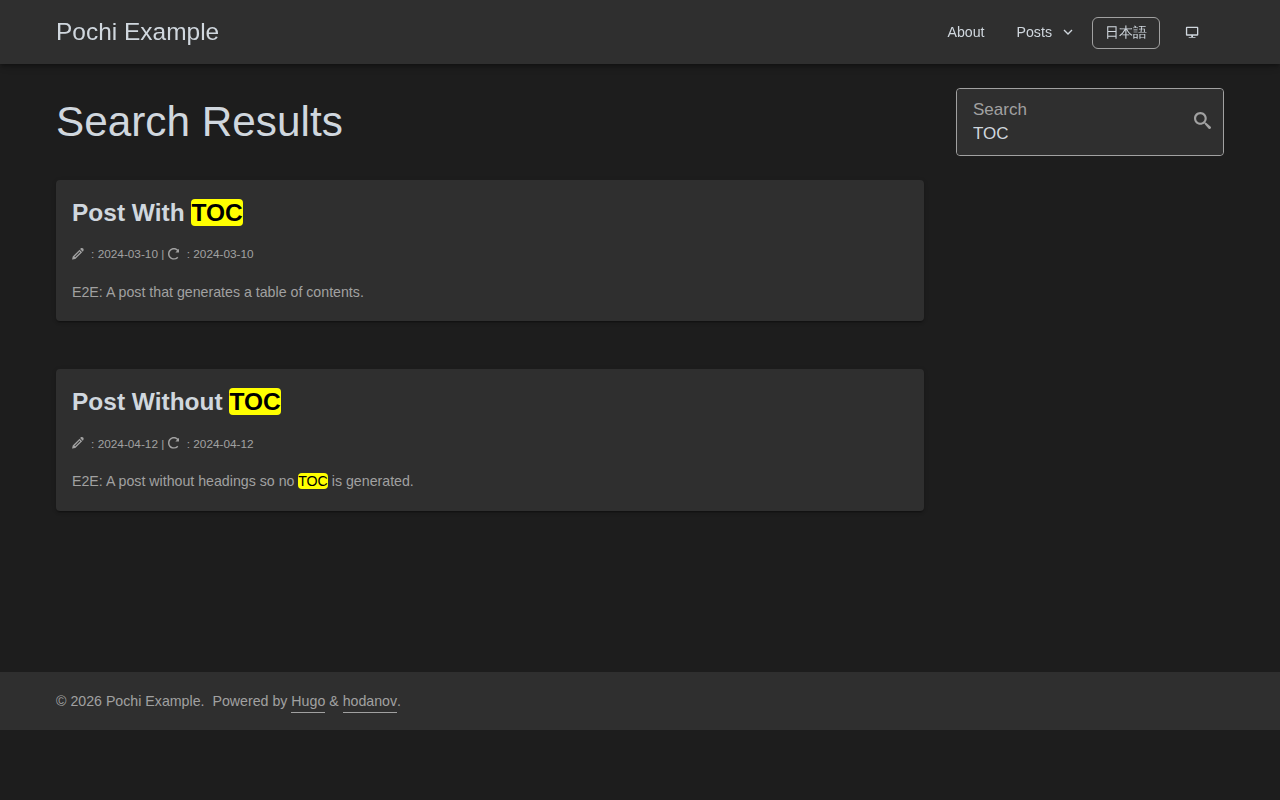 Pochi Example
About
Posts
日本語
Search Results
Search
TOC
Post With TOC
: 2024-03-10 | : 2024-03-10
E2E: A post that generates a table of contents.
Post Without TOC
: 2024-04-12 | : 2024-04-12
E2E: A post without headings so no TOC is generated.
© 2026 Pochi Example. Powered by Hugo & hodanov.